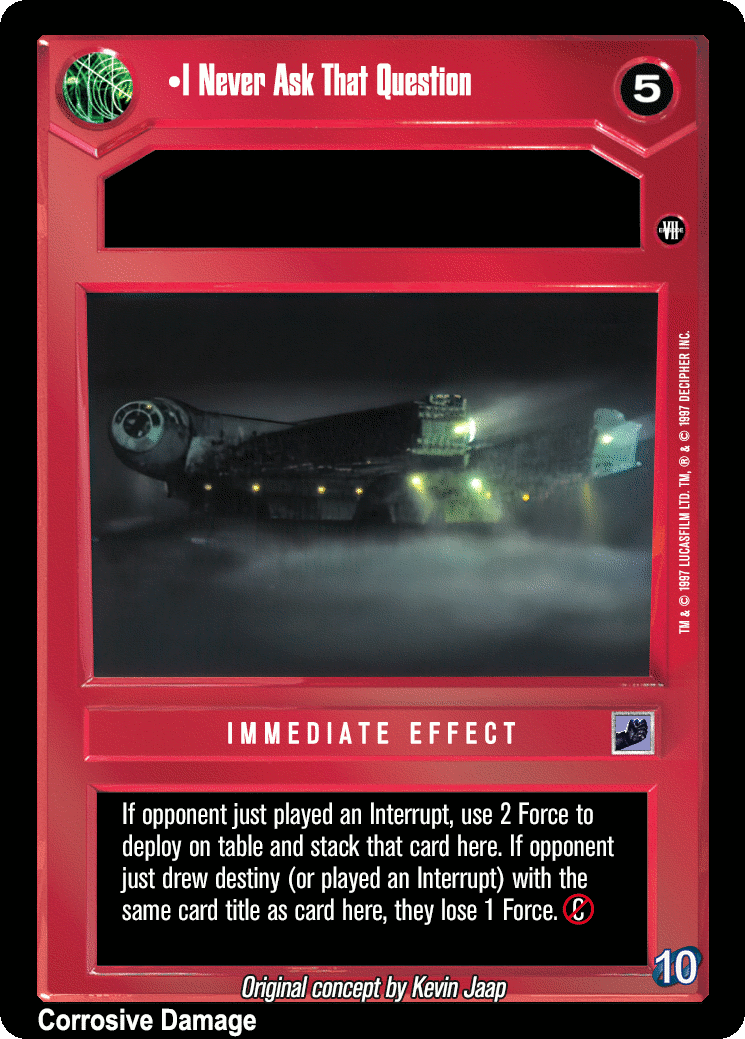 •I Never Ask That Question
5
EPISODE VII
TM & © 1997 LUCASFILM LTD. TM, ® & © 1997 DECIPHER INC.
IMMEDIATE EFFECT
If opponent just played an Interrupt, use 2 Force to
deploy on table and stack that card here. If opponent
just drew destiny (or played an Interrupt) with the
same card title as card here, they lose 1 Force. C
10
Original concept by Kevin Jaap
Corrosive Damage